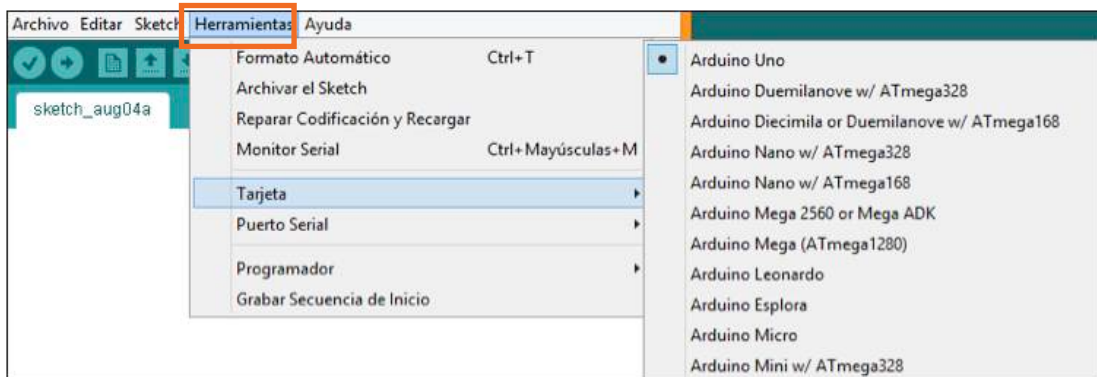 Archivo Editar Sketch Herramientas Ayuda
sketch_aug04a
Formato Automático Ctrl+T
Archivar el Sketch
Reparar Codificación y Recargar
Monitor Serial Ctrl+Mayúsculas+M
Tarjeta
Puerto Serial
Programador
Grabar Secuencia de Inicio
Arduino Uno
Arduino Duemilanove w/ ATmega328
Arduino Diecimila or Duemilanove w/ ATmega168
Arduino Nano w/ ATmega328
Arduino Nano w/ ATmega168
Arduino Mega 2560 or Mega ADK
Arduino Mega (ATmega1280)
Arduino Leonardo
Arduino Esplora
Arduino Micro
Arduino Mini w/ ATmega328